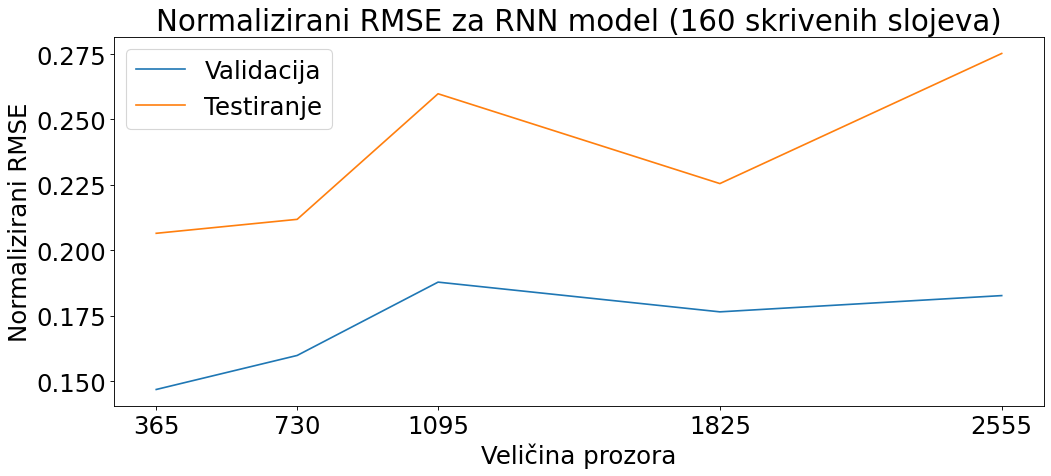 Normalizirani RMSE za RNN model (160 skrivenih slojeva)
Validacija
Testiranje
Normalizirani RMSE
0.275
0.250
0.225
0.200
0.175
0.150
365 730 1095 1825 2555
Veličina prozora